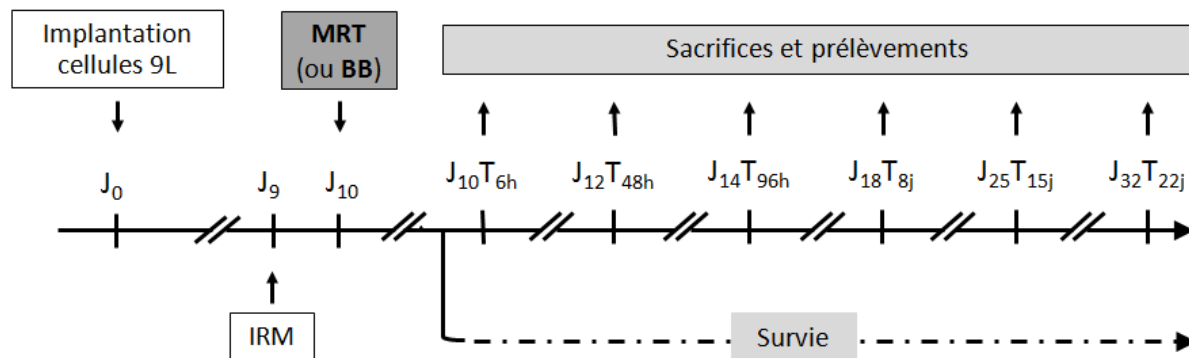 Implantation
cellules 9L
MRT
(ou BB)
Sacrifices et prélèvements
J0
J9
J10
J10T6h
J12T48h
J14T96h
J18T8j
J25T15j
J32T22j
IRM
Survie